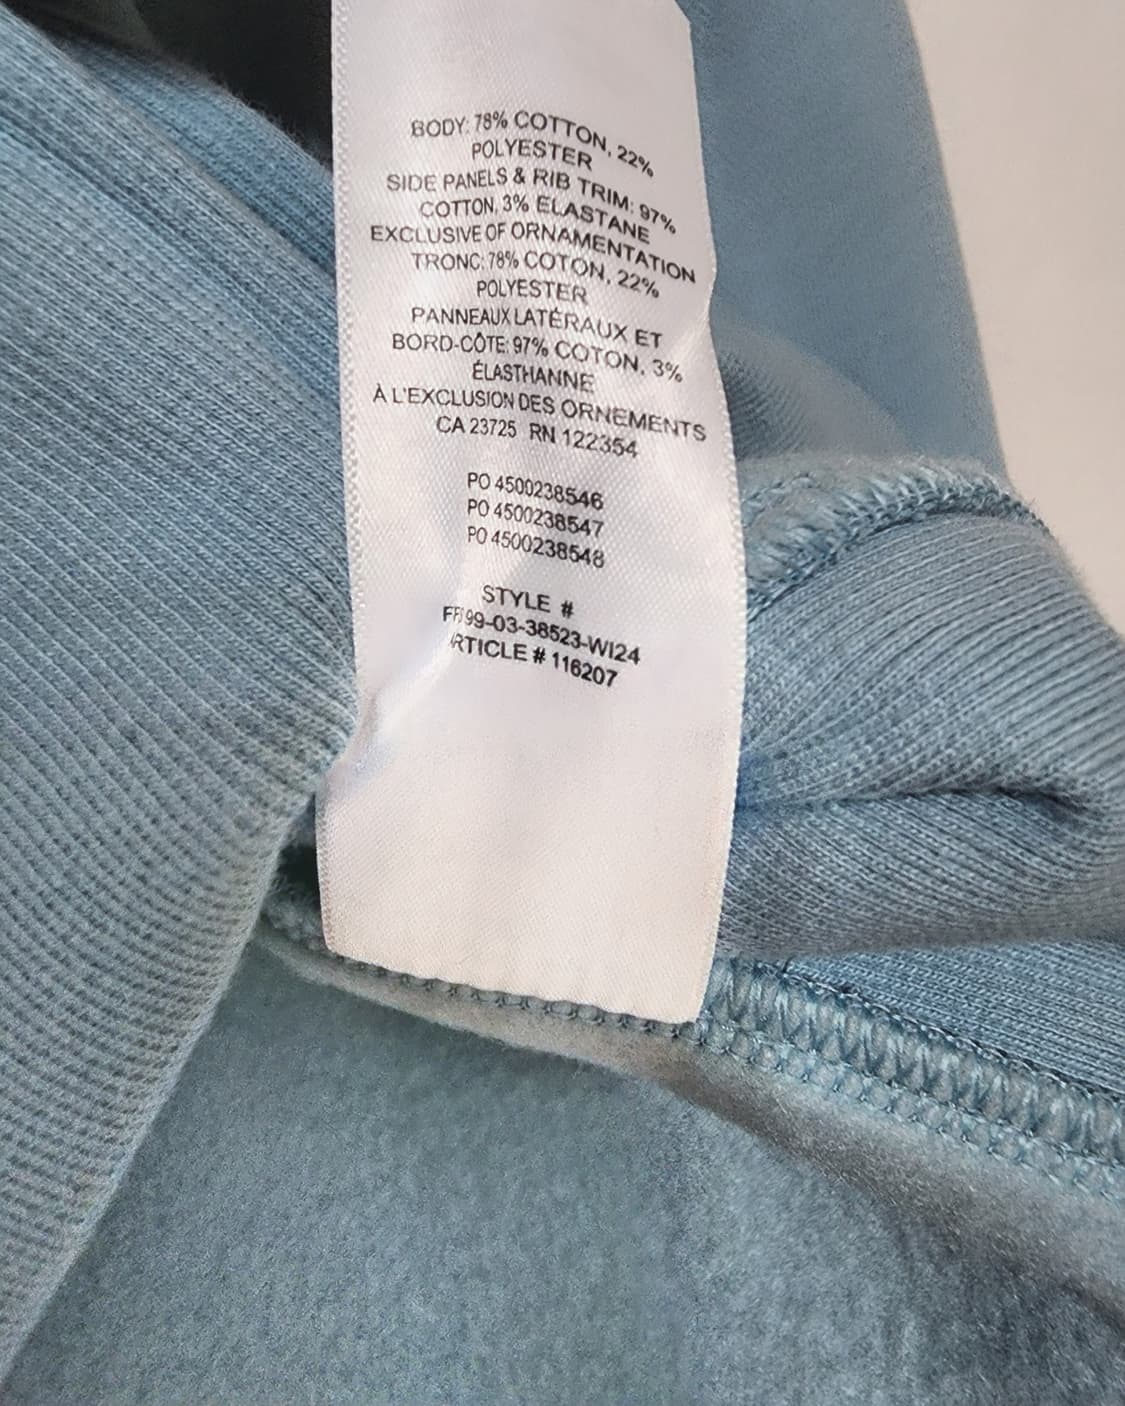 BODY: 78% COTTON, 22%
POLYESTER
SIDE PANELS & RIB TRIM: 97%
COTTON, 3% ELASTANE
EXCLUSIVE OF ORNAMENTATION
TRONC: 78% COTON, 22%
POLYESTER
PANNEAUX LATÉRAUX ET
BORD-CÔTE: 97% COTON, 3%
ÉLASTHANNE
À L'EXCLUSION DES ORNEMENTS
CA 23725 RN 122354
PO 4500238546
PO 4500238547
PO 4500238548
STYLE #
99-03-38523-WI24
RTICLE # 116207